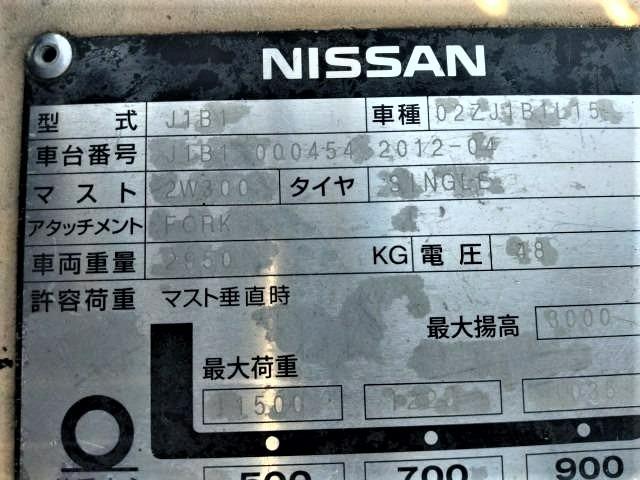 NISSAN
型式 J1B1 車種 02ZJ1B1L15
車台番号 J1B1 000454 2012-04
マスト 2W300 タイヤ SINGLE
アタッチメント FORK
車両重量 2950 KG 電圧 48
許容荷重 マスト垂直時
最大揚高 3000
最大荷重
1500
500 700 900